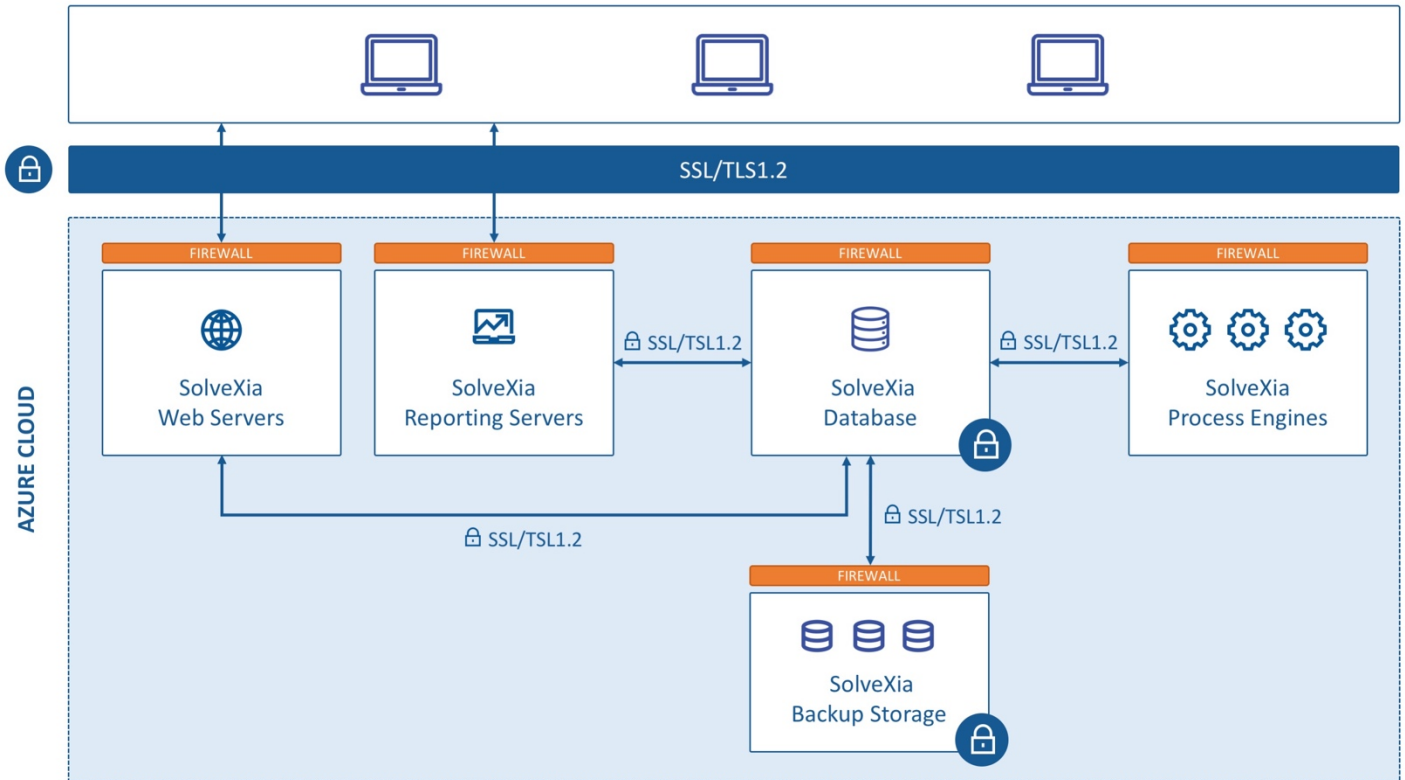 SSL/TLS1.2
FIREWALL
FIREWALL
FIREWALL
FIREWALL
SSL/TSL1.2
SSL/TSL1.2
SolveXia
Web Servers
SolveXia
Reporting Servers
SolveXia
Database
SolveXia
Process Engines
AZURE CLOUD
SSL/TSL1.2
SSL/TSL1.2
FIREWALL
SolveXia
Backup Storage